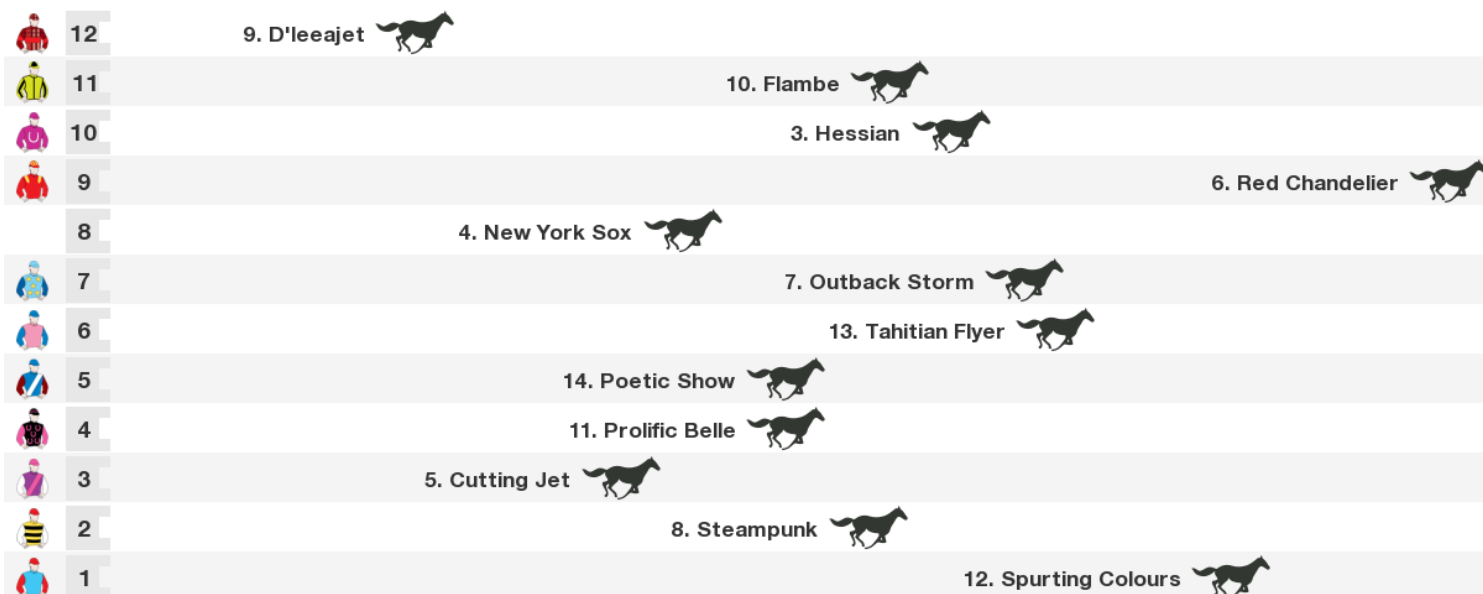 12 9. D'leeajet
11 10. Flambe
10 3. Hessian
9 6. Red Chandelier
8 4. New York Sox
7 7. Outback Storm
6 13. Tahitian Flyer
5 14. Poetic Show
4 11. Prolific Belle
3 5. Cutting Jet
2 8. Steampunk
1 12. Spurting Colours